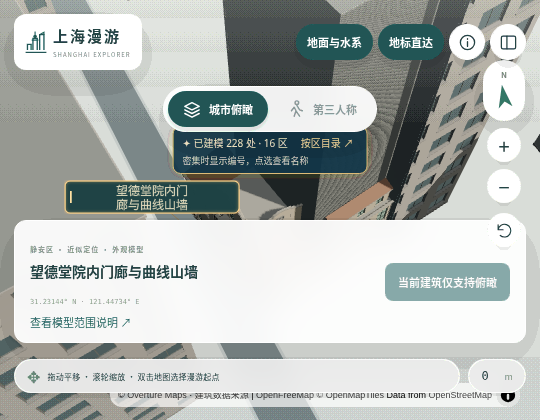 上海漫游
SHANGHAI EXPLORER
地面与水系
地标直达
N
城市俯瞰
第三人称
✦ 已建模 228 处 · 16 区 按区目录 ↗
密集时显示编号，点选查看名称
望德堂院内门
廊与曲线山墙
静安区 · 近似定位 · 外观模型
望德堂院内门廊与曲线山墙
31.23144° N · 121.44734° E
查看模型范围说明 ↗
当前建筑仅支持俯瞰
拖动平移 · 滚轮缩放 · 双击地图选择漫游起点
0 m
© Overture Maps · 建筑数据来源 | OpenFreeMap © OpenMapTiles Data from OpenStreetMap